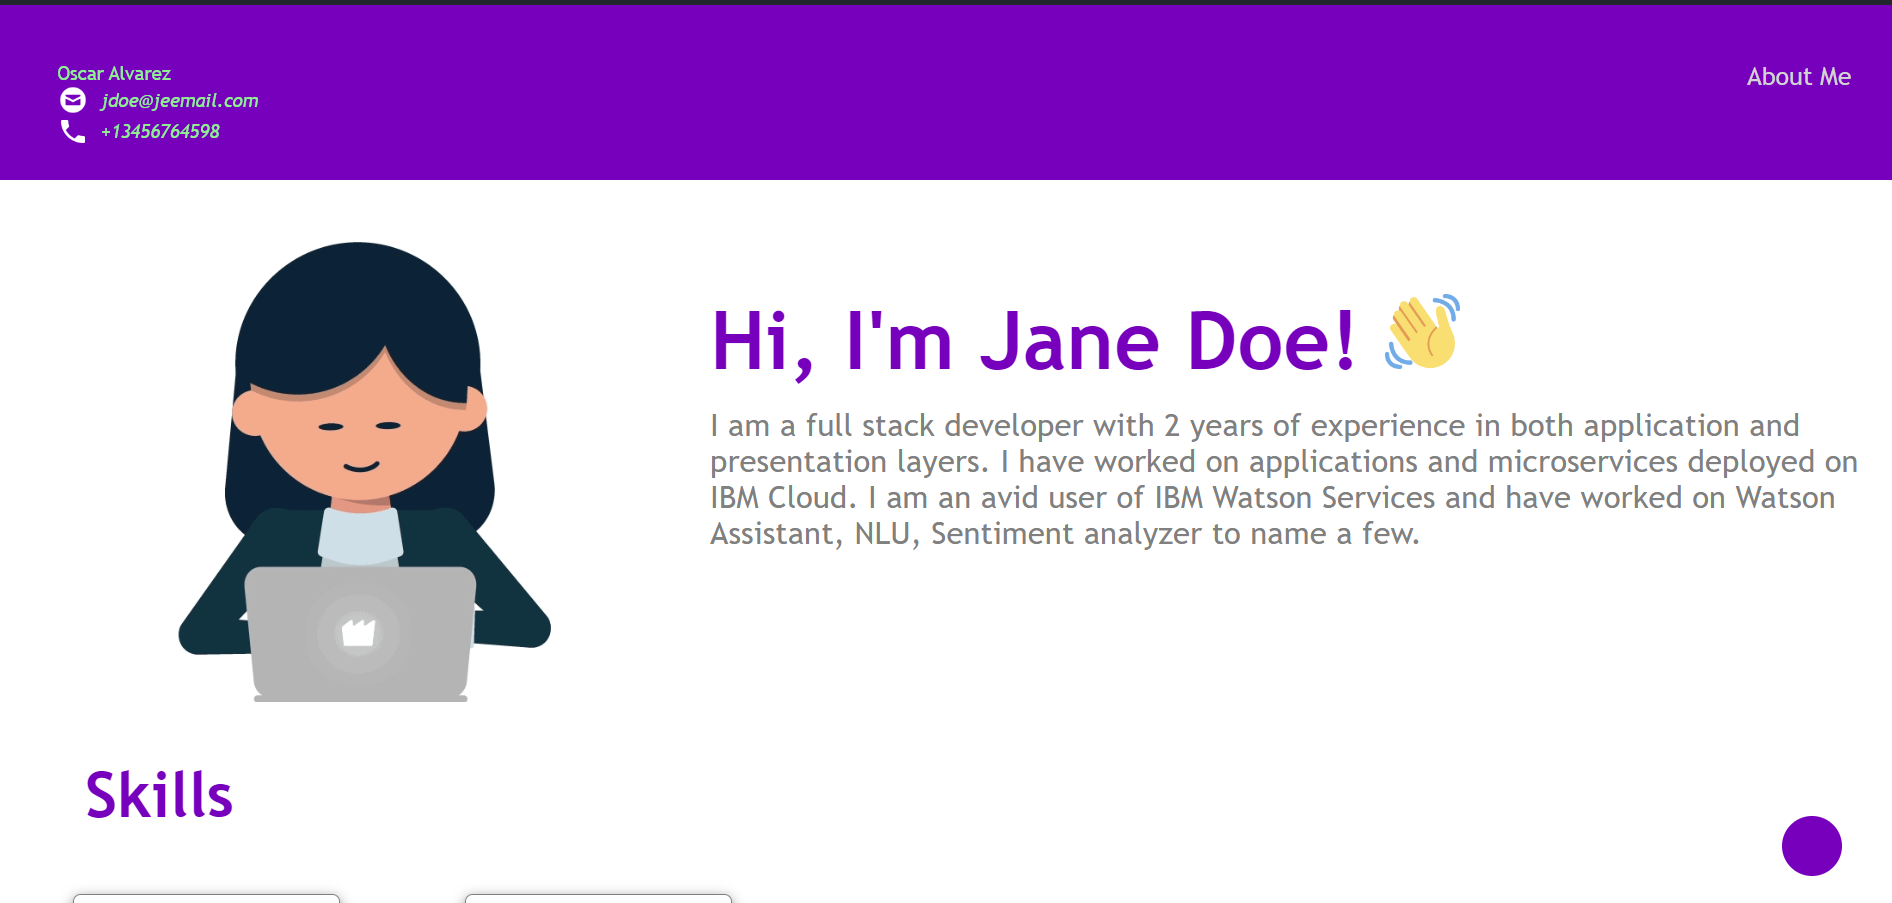 Oscar Alvarez
jdoe@jeemail.com
+13456764598
About Me
Hi, I'm Jane Doe!
I am a full stack developer with 2 years of experience in both application and
presentation layers. I have worked on applications and microservices deployed on
IBM Cloud. I am an avid user of IBM Watson Services and have worked on Watson
Assistant, NLU, Sentiment analyzer to name a few.
Skills